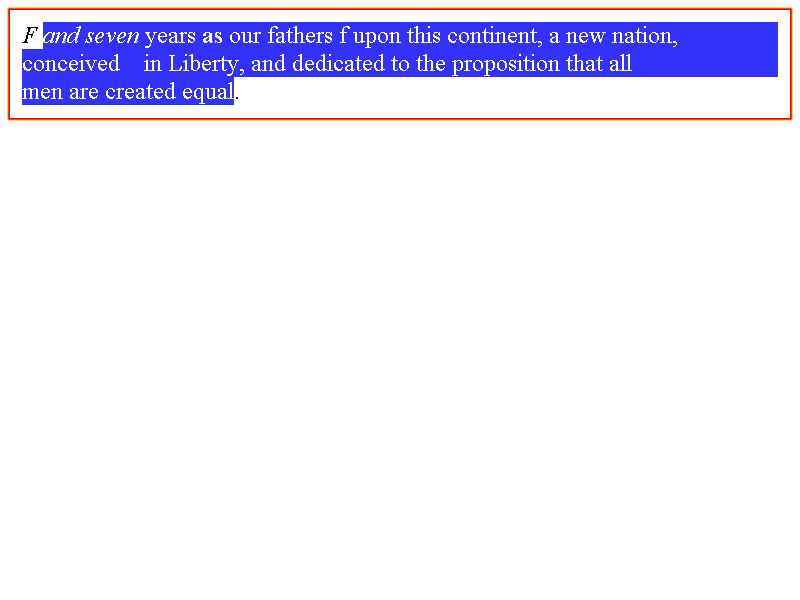 F and seven years as our fathers f upon this continent, a new nation,
conceived    in Liberty, and dedicated to the proposition that all
men are created equal.